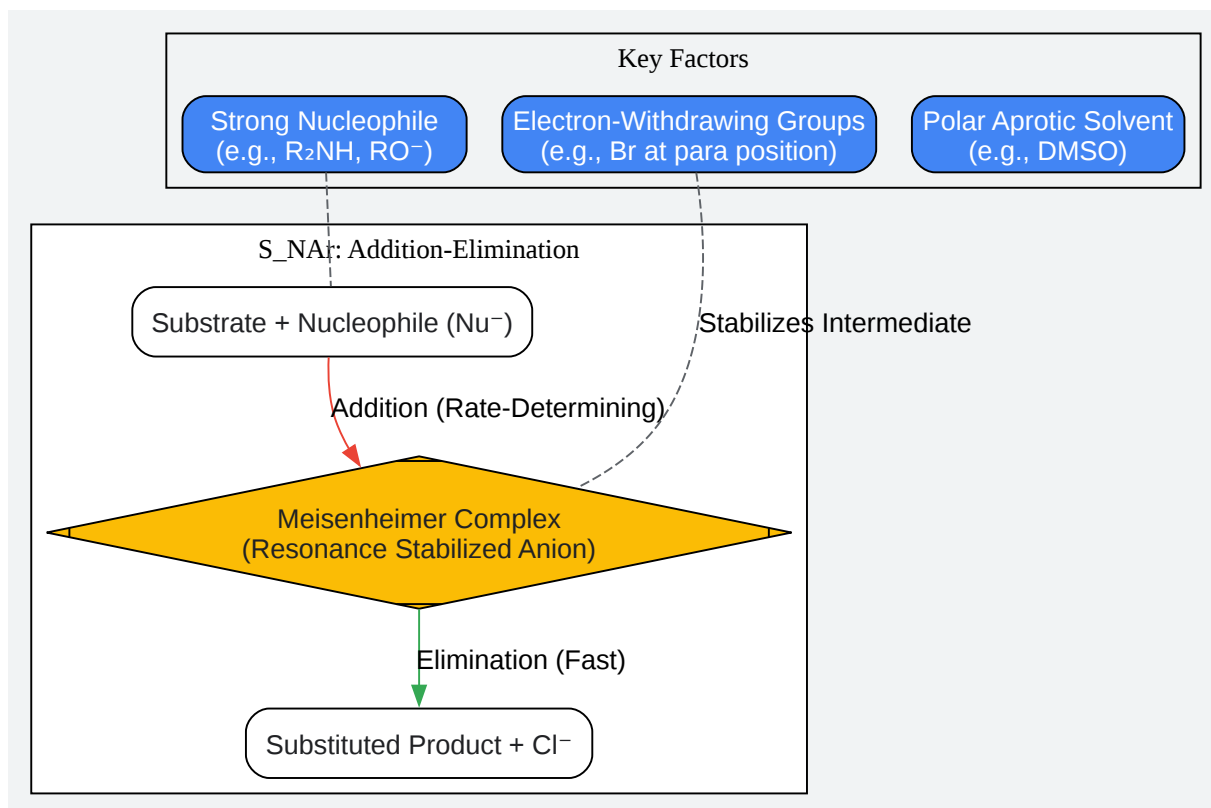 Key Factors
Strong Nucleophile
(e.g., R₂NH, RO⁻)
Electron-Withdrawing Groups
(e.g., Br at para position)
Polar Aprotic Solvent
(e.g., DMSO)
S_NAr: Addition-Elimination
Substrate + Nucleophile (Nu⁻)
Stabilizes Intermediate
Addition (Rate-Determining)
Meisenheimer Complex
(Resonance Stabilized Anion)
Elimination (Fast)
Substituted Product + Cl⁻